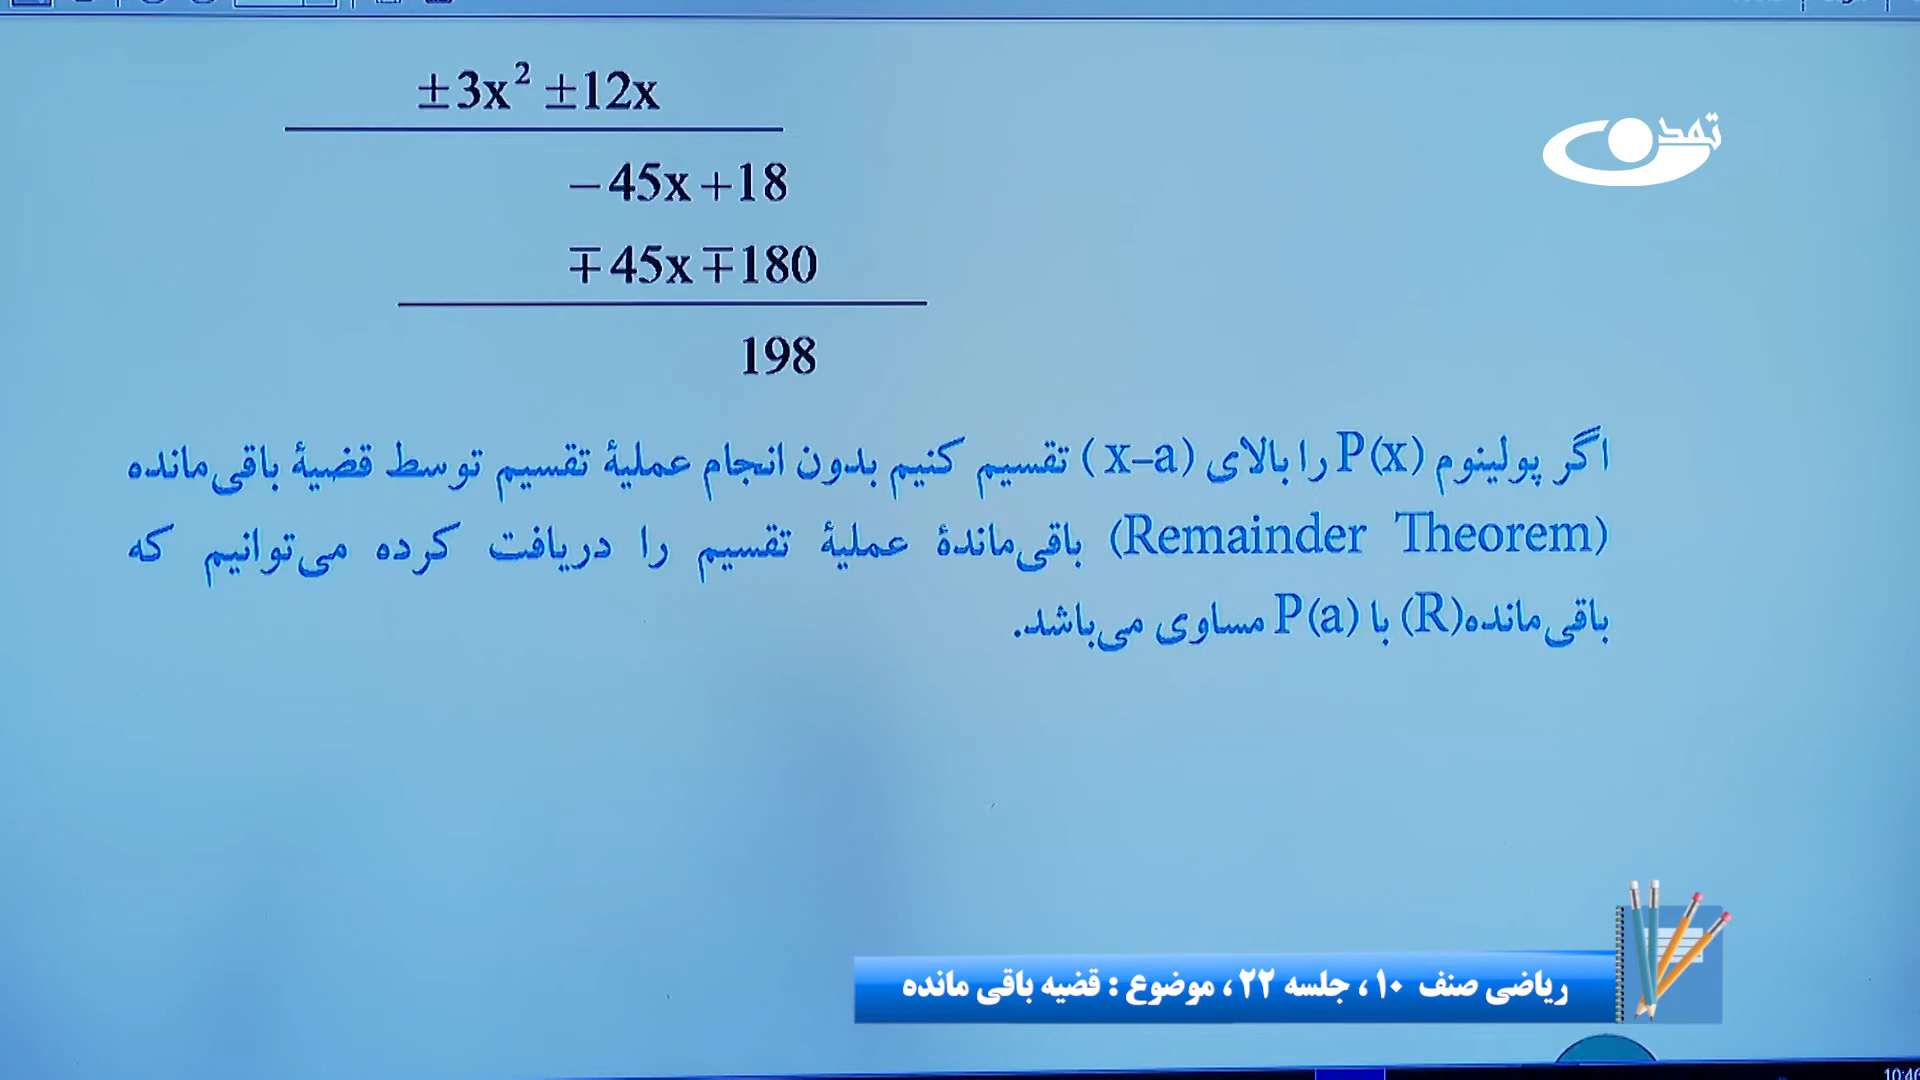 ±3x² ±12x
−45x+18
∓45x∓180
198
تمدن
اگر پولینوم P(x) را بالای (x–a) تقسیم کنیم بدون انجام عملیهٔ تقسیم توسط قضیهٔ باقی‌مانده
(Remainder Theorem) باقی‌ماندهٔ عملیهٔ تقسیم را دریافت کرده می‌توانیم که
باقی‌مانده(R) با P(a) مساوی می‌باشد.
ریاضی صنف ۱۰ ، جلسه ۲۲ ، موضوع : قضیه باقی مانده